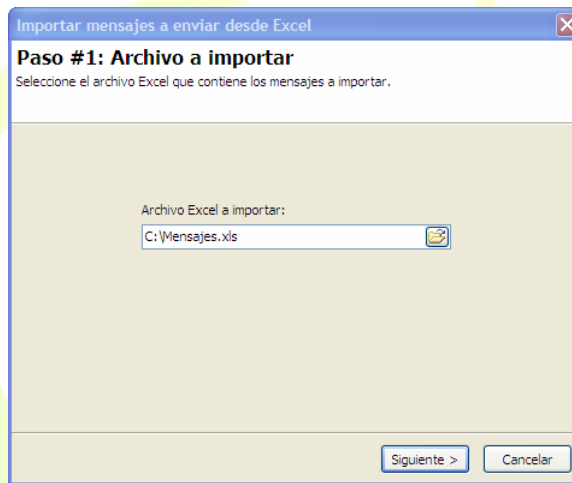 Importar mensajes a enviar desde Excel
Paso #1: Archivo a importar
Seleccione el archivo Excel que contiene los mensajes a importar.
Archivo Excel a importar:
C:\Mensajes.xls
Siguiente >
Cancelar